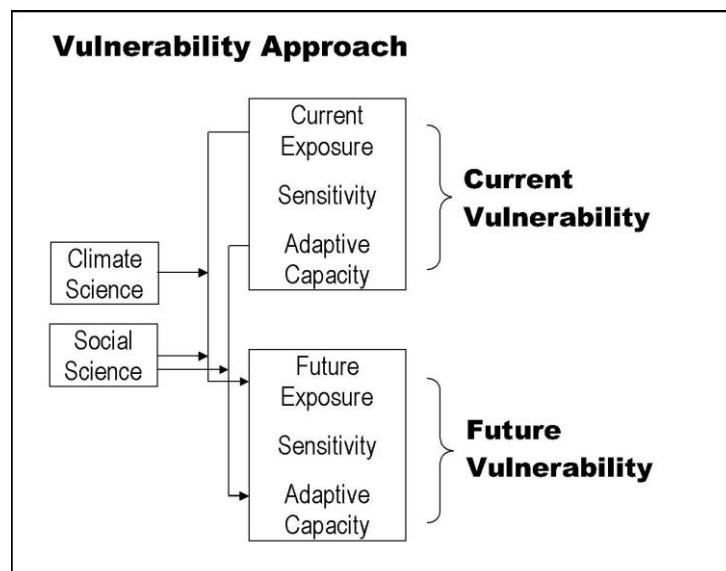 Vulnerability Approach
Current
Exposure
Sensitivity
Adaptive
Capacity
Current
Vulnerability
Climate
Science
Social
Science
Future
Exposure
Sensitivity
Adaptive
Capacity
Future
Vulnerability